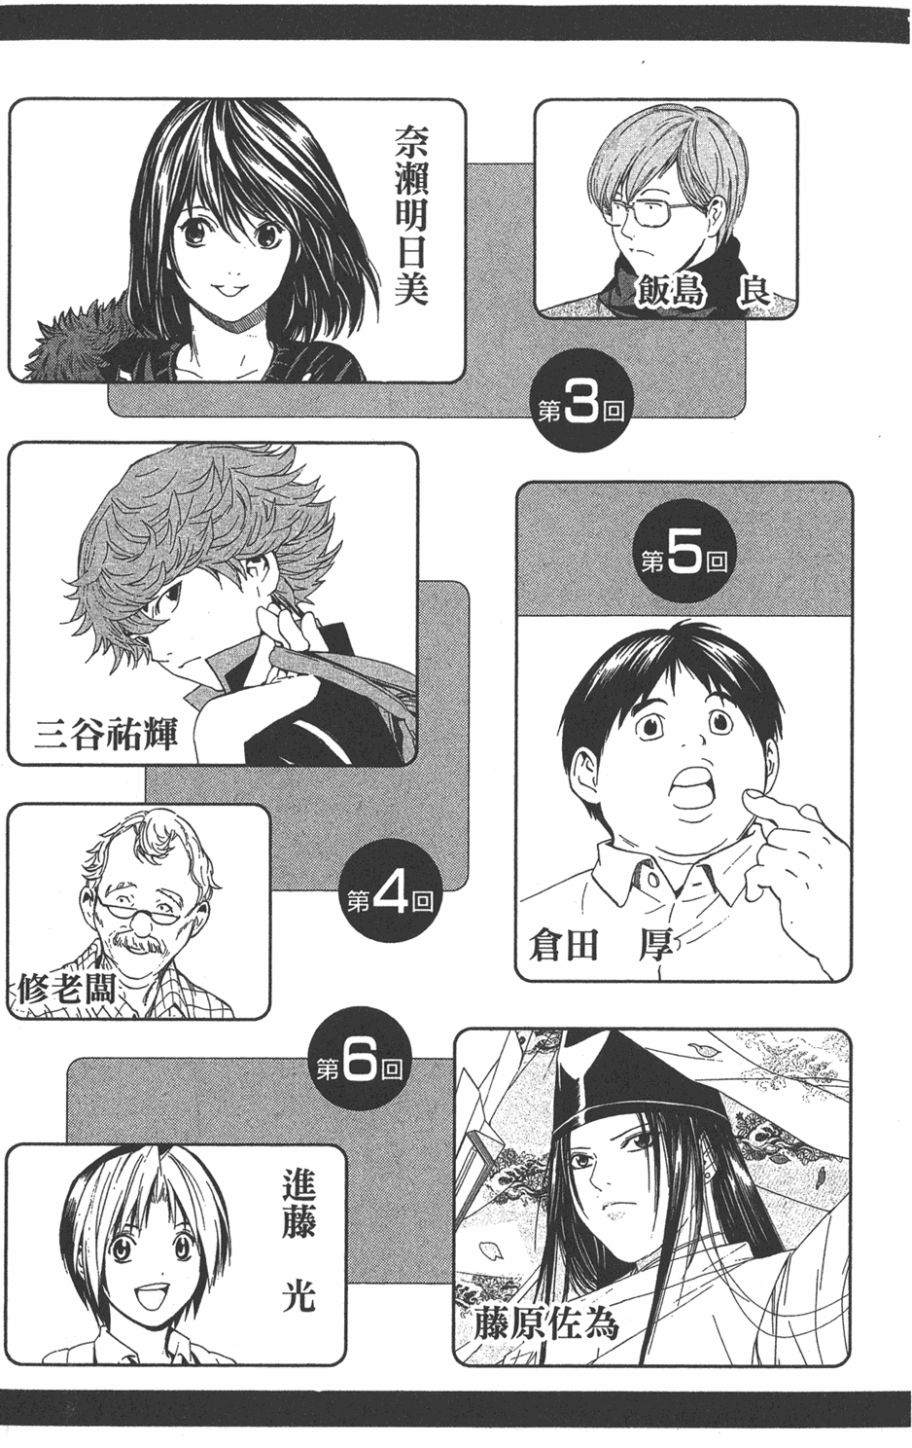 奈瀨明日美
飯島 良
第3回
三谷祐輝
第5回
倉田 厚
修老闆
第4回
第6回
進藤 光
藤原佐為